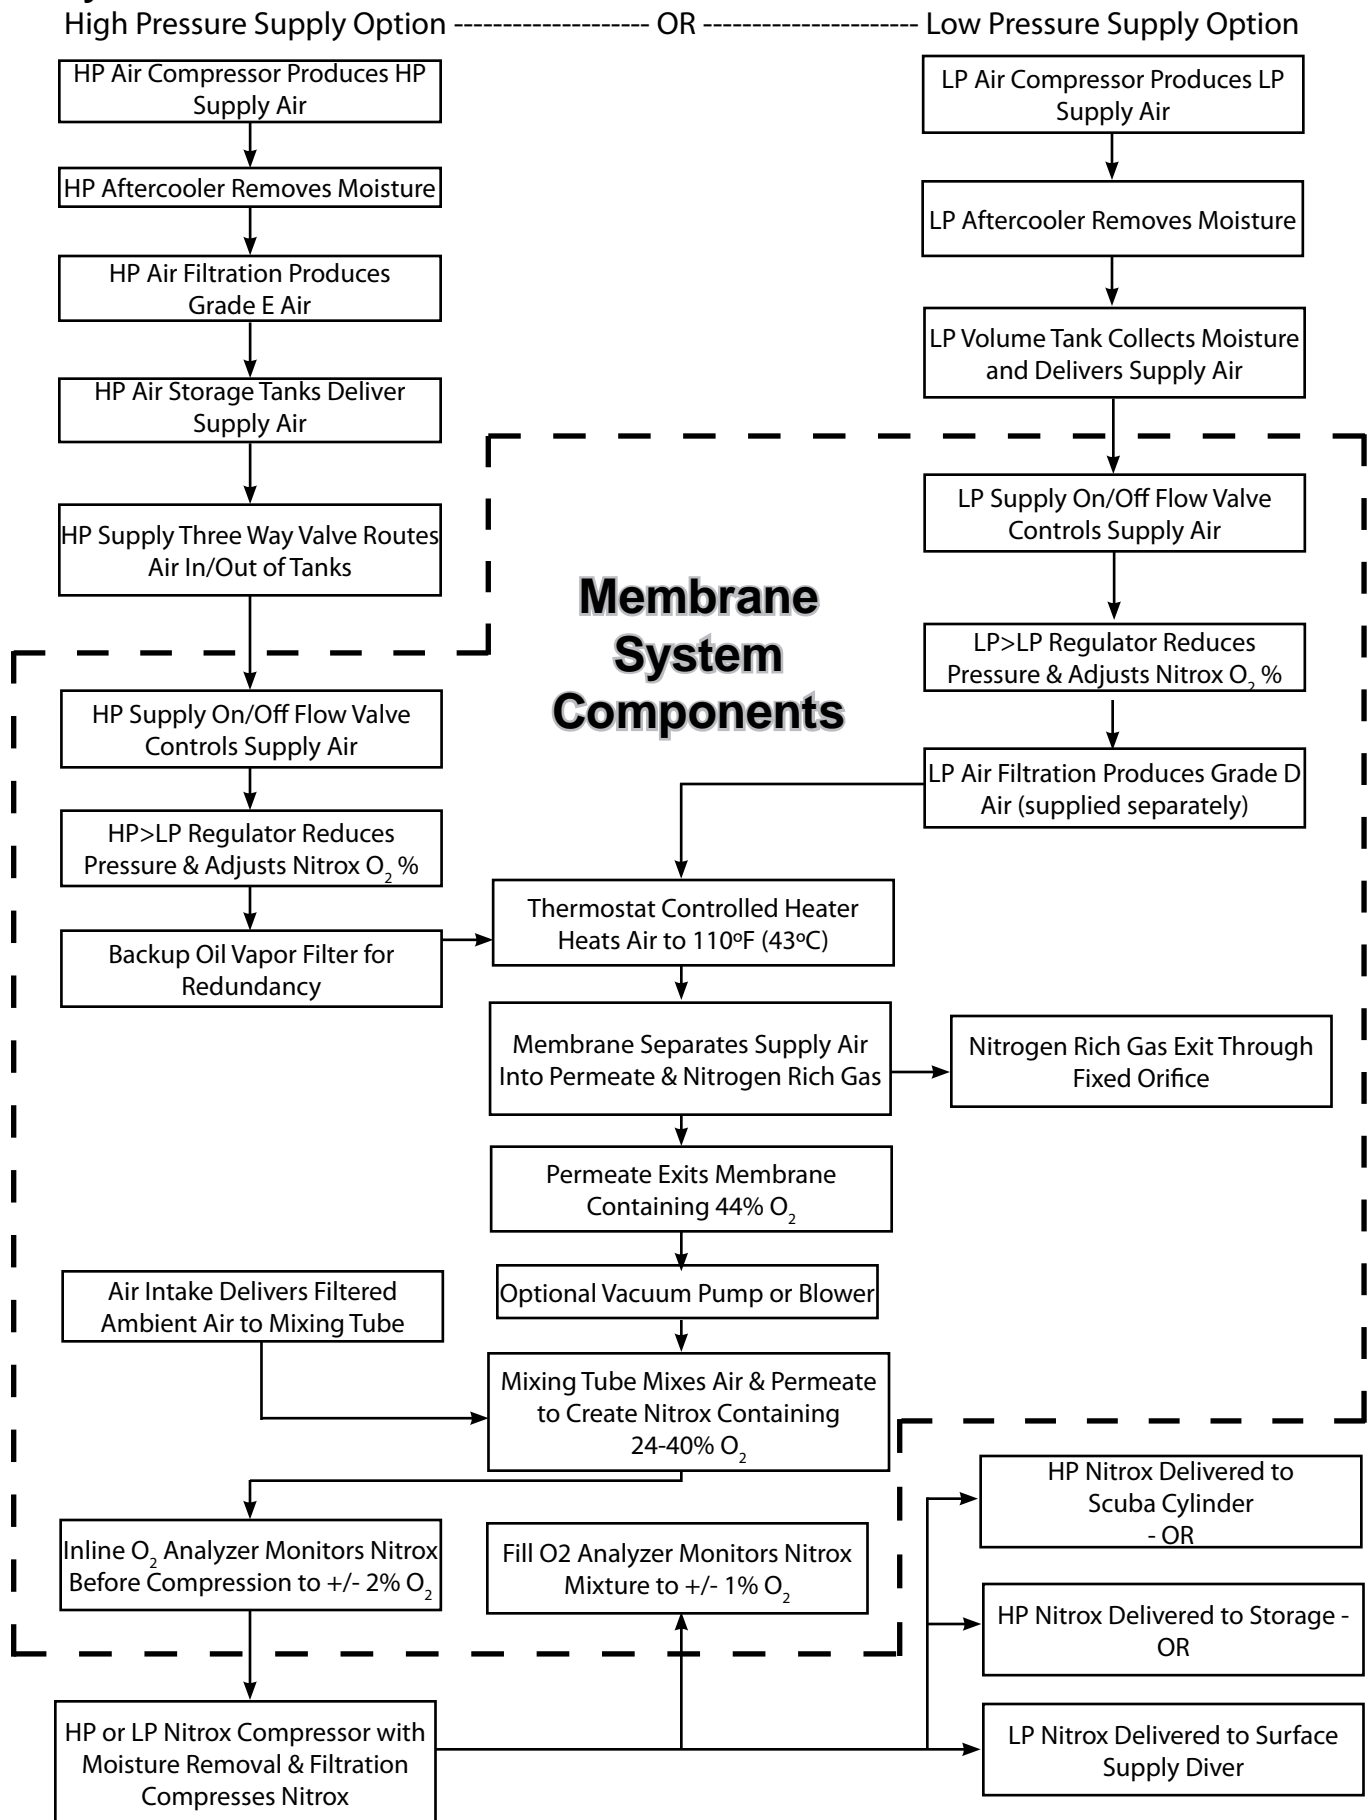 High Pressure Supply Option -------------------- OR --------------------- Low Pressure Supply Option
HP Air Compressor Produces HP
Supply Air
HP Aftercooler Removes Moisture
HP Air Filtration Produces
Grade E Air
HP Air Storage Tanks Deliver
Supply Air
HP Supply Three Way Valve Routes
Air In/Out of Tanks
HP Supply On/Off Flow Valve
Controls Supply Air
HP>LP Regulator Reduces
Pressure & Adjusts Nitrox O₂ %
Backup Oil Vapor Filter for
Redundancy
LP Air Compressor Produces LP
Supply Air
LP Aftercooler Removes Moisture
LP Volume Tank Collects Moisture
and Delivers Supply Air
LP Supply On/Off Flow Valve
Controls Supply Air
LP>LP Regulator Reduces
Pressure & Adjusts Nitrox O₂ %
LP Air Filtration Produces Grade D
Air (supplied separately)
Membrane
System
Components
Thermostat Controlled Heater
Heats Air to 110ºF (43ºC)
Membrane Separates Supply Air
Into Permeate & Nitrogen Rich Gas
Nitrogen Rich Gas Exit Through
Fixed Orifice
Permeate Exits Membrane
Containing 44% O₂
Optional Vacuum Pump or Blower
Air Intake Delivers Filtered
Ambient Air to Mixing Tube
Mixing Tube Mixes Air & Permeate
to Create Nitrox Containing
24-40% O₂
Inline O₂ Analyzer Monitors Nitrox
Before Compression to +/- 2% O₂
Fill O2 Analyzer Monitors Nitrox
Mixture to +/- 1% O₂
HP or LP Nitrox Compressor with
Moisture Removal & Filtration
Compresses Nitrox
HP Nitrox Delivered to
Scuba Cylinder
- OR
HP Nitrox Delivered to Storage -
OR
LP Nitrox Delivered to Surface
Supply Diver